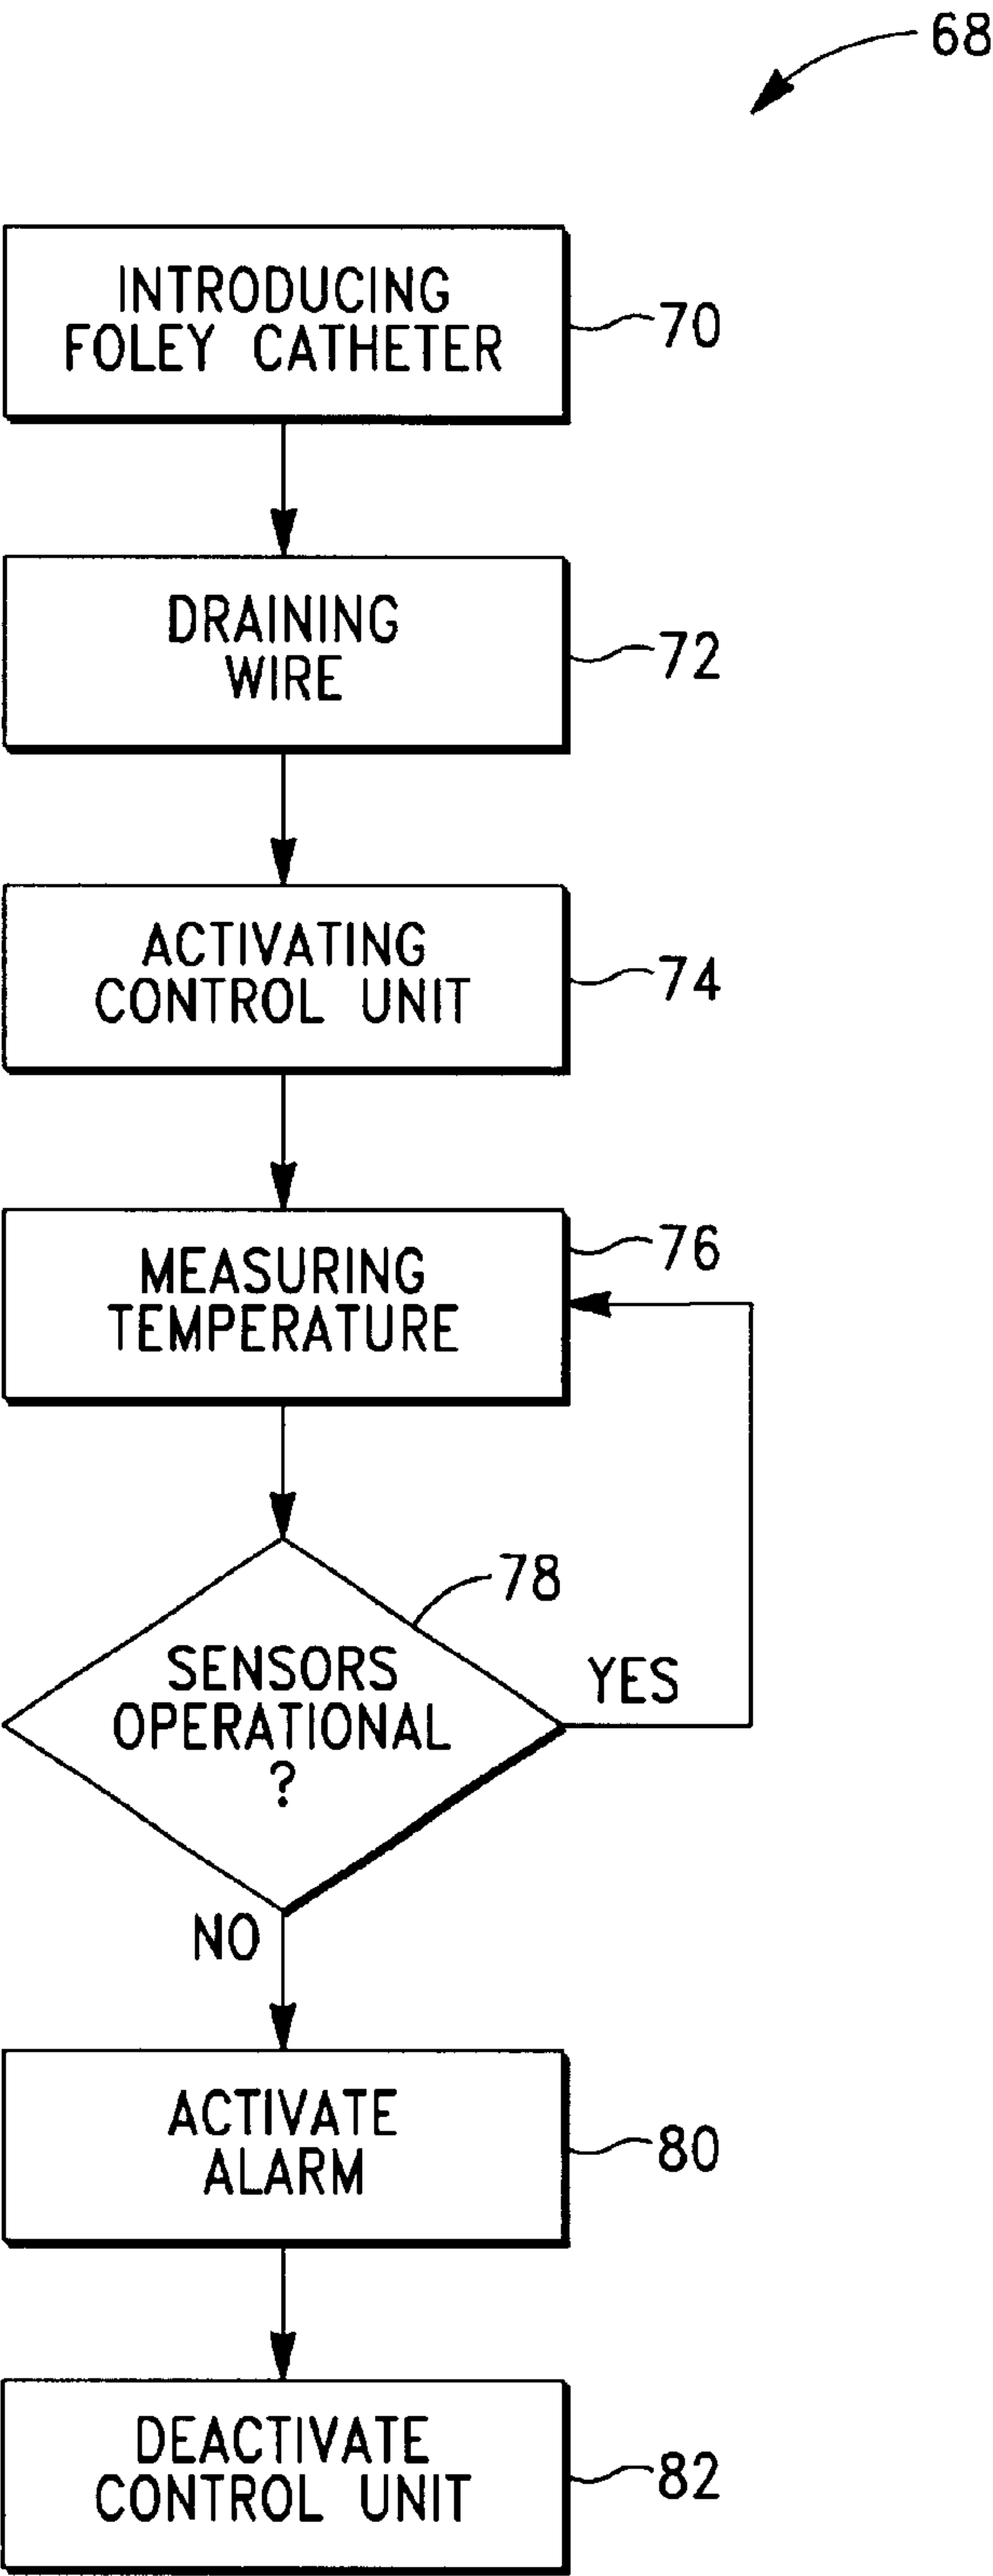 68
INTRODUCING
FOLEY CATHETER
70
DRAINING
WIRE
72
ACTIVATING
CONTROL UNIT
74
MEASURING
TEMPERATURE
76
SENSORS
OPERATIONAL
?
78
YES
NO
ACTIVATE
ALARM
80
DEACTIVATE
CONTROL UNIT
82